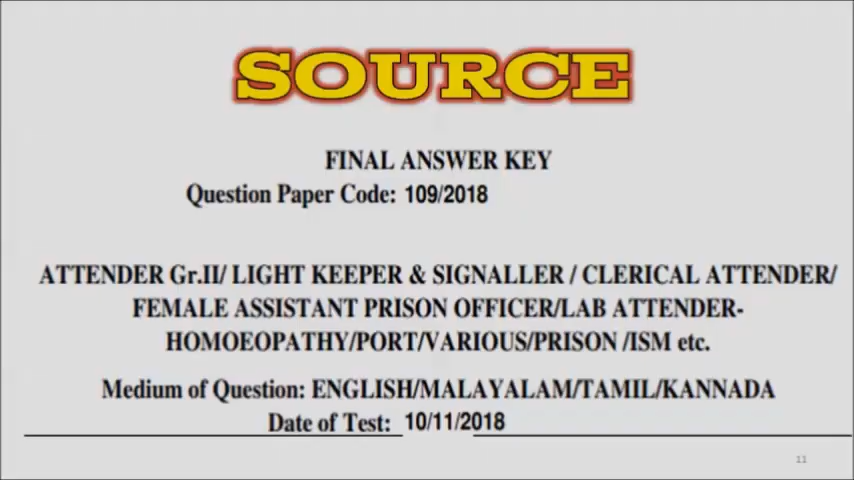 SOURCE
FINAL ANSWER KEY
Question Paper Code: 109/2018
ATTENDER Gr.II/ LIGHT KEEPER & SIGNALLER / CLERICAL ATTENDER/
FEMALE ASSISTANT PRISON OFFICER/LAB ATTENDER-
HOMOEOPATHY/PORT/VARIOUS/PRISON /ISM etc.
Medium of Question: ENGLISH/MALAYALAM/TAMIL/KANNADA
Date of Test: 10/11/2018
11